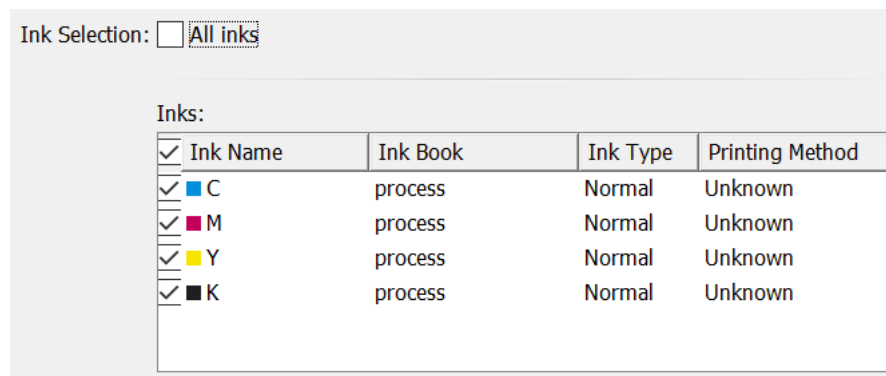 Ink Selection: All inks
Inks:
Ink Name Ink Book Ink Type Printing Method
C process Normal Unknown
M process Normal Unknown
Y process Normal Unknown
K process Normal Unknown